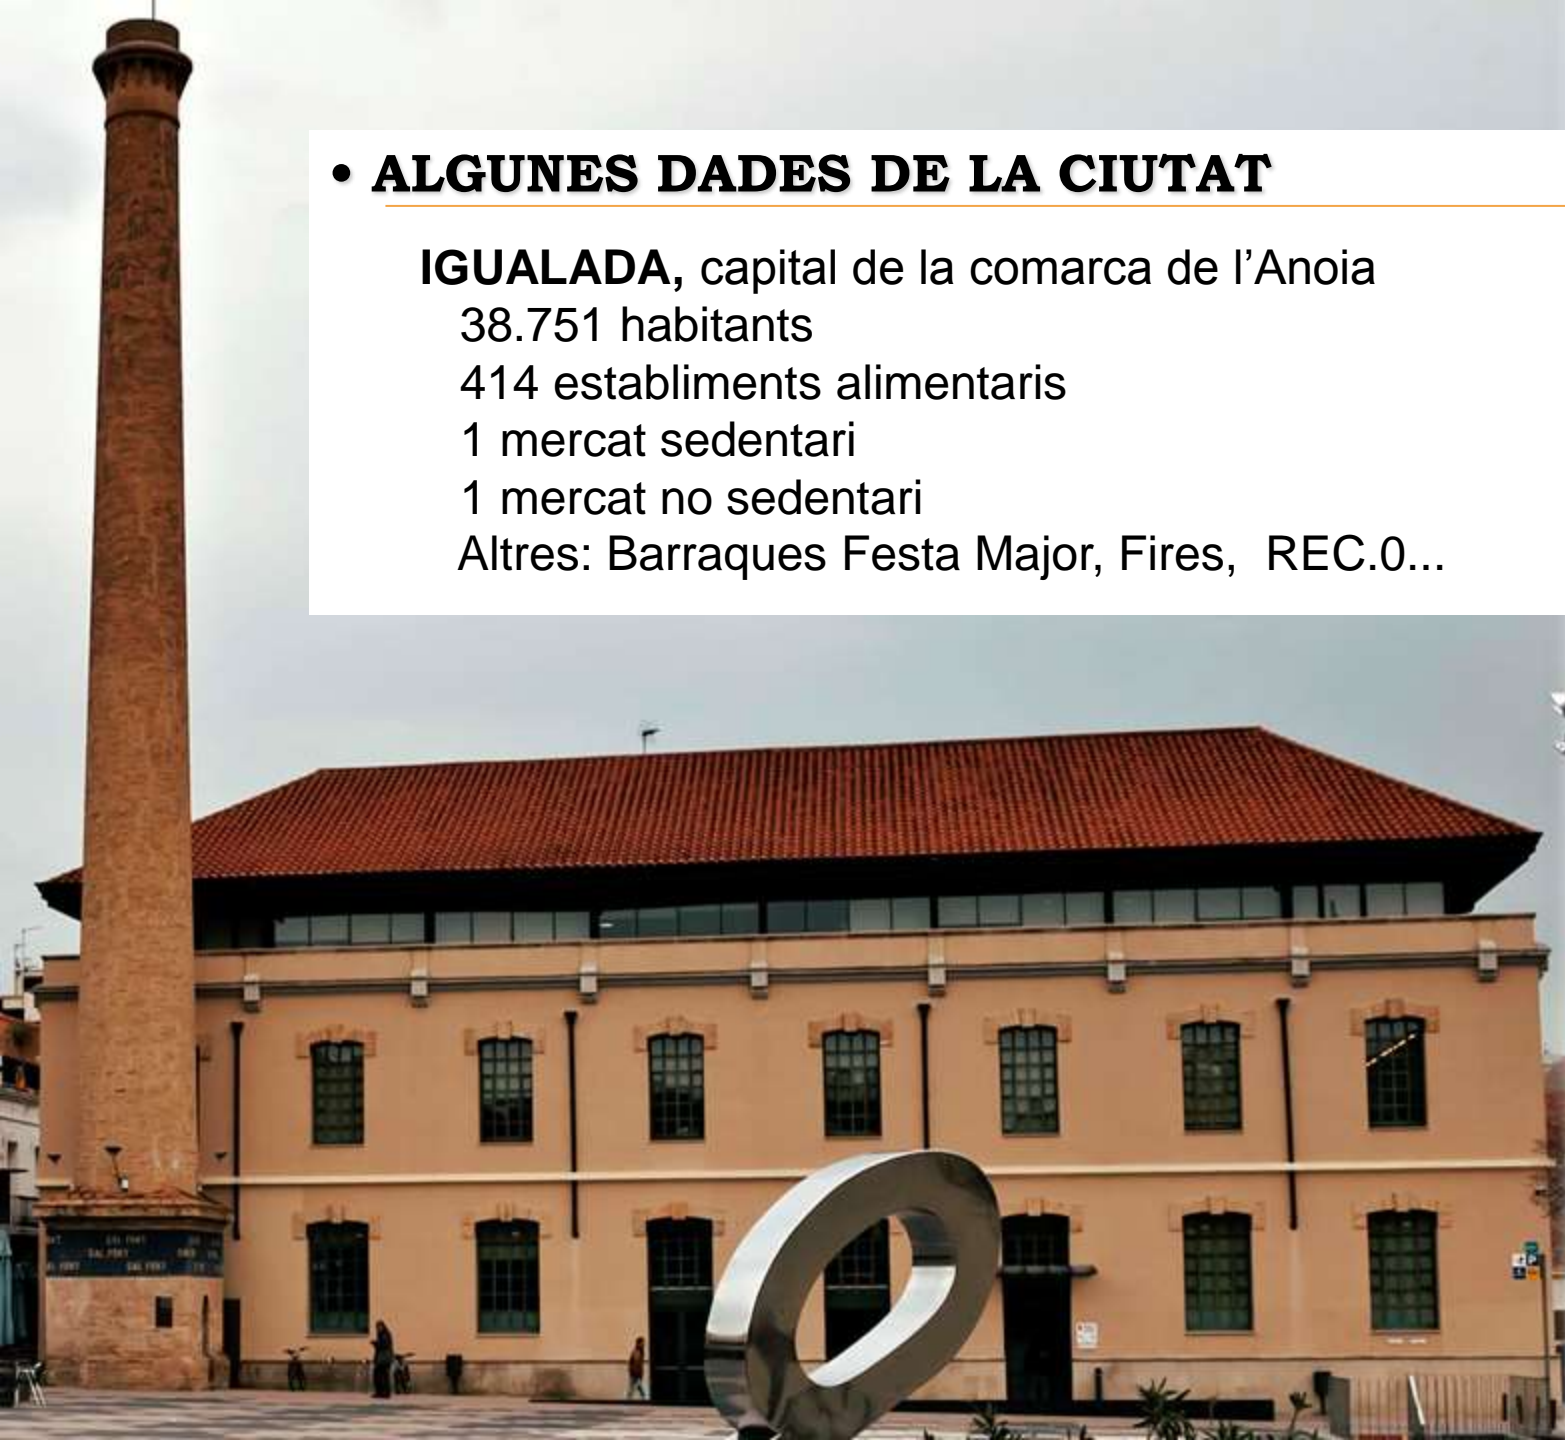 • ALGUNES DADES DE LA CIUTAT
IGUALADA, capital de la comarca de l’Anoia
38.751 habitants
414 establiments alimentaris
1 mercat sedentari
1 mercat no sedentari
Altres: Barraques Festa Major, Fires, REC.0...